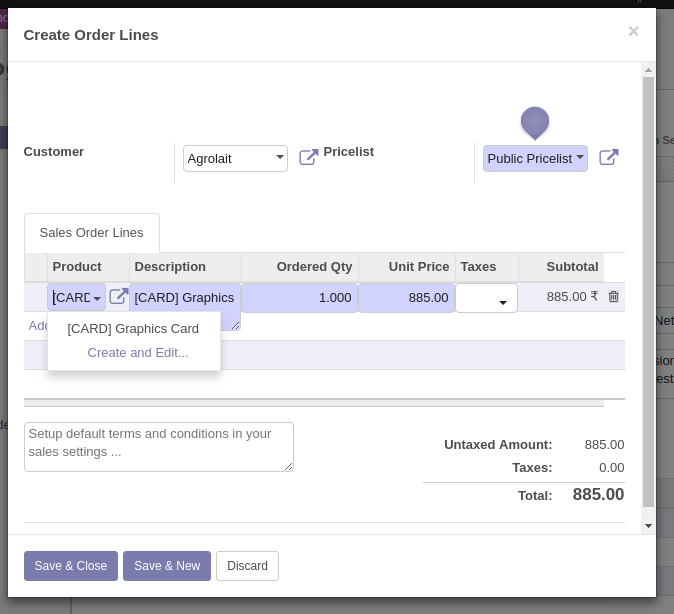 Create Order Lines
×
Customer
Agrolait
Pricelist
Public Pricelist
Sales Order Lines
Product Description Ordered Qty Unit Price Taxes Subtotal
[CARD [CARD] Graphics 1.000 885.00 885.00 ₹
Add
[CARD] Graphics Card
Create and Edit...
Setup default terms and conditions in your
sales settings ...
Untaxed Amount: 885.00
Taxes: 0.00
Total: 885.00
Save & Close Save & New Discard